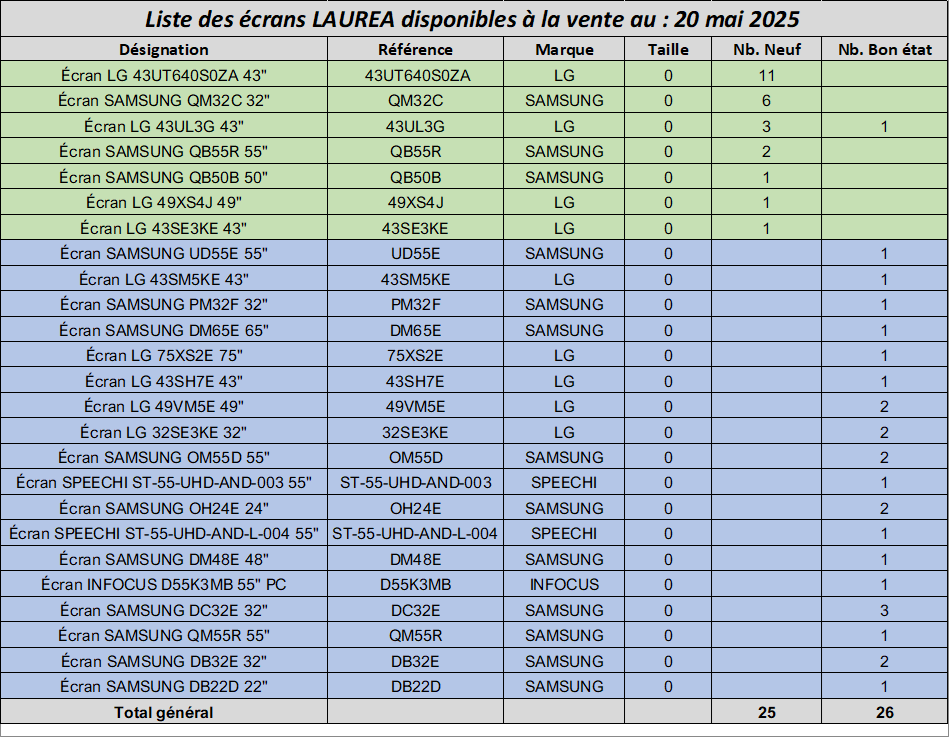 Liste des écrans LAUREA disponibles à la vente au : 20 mai 2025
Désignation Référence Marque Taille Nb. Neuf Nb. Bon état
Écran LG 43UT640S0ZA 43" 43UT640S0ZA LG 0 11
Écran SAMSUNG QM32C 32" QM32C SAMSUNG 0 6
Écran LG 43UL3G 43" 43UL3G LG 0 3 1
Écran SAMSUNG QB55R 55" QB55R SAMSUNG 0 2
Écran SAMSUNG QB50B 50" QB50B SAMSUNG 0 1
Écran LG 49XS4J 49" 49XS4J LG 0 1
Écran LG 43SE3KE 43" 43SE3KE LG 0 1
Écran SAMSUNG UD55E 55" UD55E SAMSUNG 0 1
Écran LG 43SM5KE 43" 43SM5KE LG 0 1
Écran SAMSUNG PM32F 32" PM32F SAMSUNG 0 1
Écran SAMSUNG DM65E 65" DM65E SAMSUNG 0 1
Écran LG 75XS2E 75" 75XS2E LG 0 1
Écran LG 43SH7E 43" 43SH7E LG 0 1
Écran LG 49VM5E 49" 49VM5E LG 0 2
Écran LG 32SE3KE 32" 32SE3KE LG 0 2
Écran SAMSUNG OM55D 55" OM55D SAMSUNG 0 2
Écran SPEECHI ST-55-UHD-AND-003 55" ST-55-UHD-AND-003 SPEECHI 0 1
Écran SAMSUNG OH24E 24" OH24E SAMSUNG 0 2
Écran SPEECHI ST-55-UHD-AND-L-004 55" ST-55-UHD-AND-L-004 SPEECHI 0 1
Écran SAMSUNG DM48E 48" DM48E SAMSUNG 0 1
Écran INFOCUS D55K3MB 55" PC D55K3MB INFOCUS 0 1
Écran SAMSUNG DC32E 32" DC32E SAMSUNG 0 3
Écran SAMSUNG QM55R 55" QM55R SAMSUNG 0 1
Écran SAMSUNG DB32E 32" DB32E SAMSUNG 0 2
Écran SAMSUNG DB22D 22" DB22D SAMSUNG 0 1
Total général 25 26